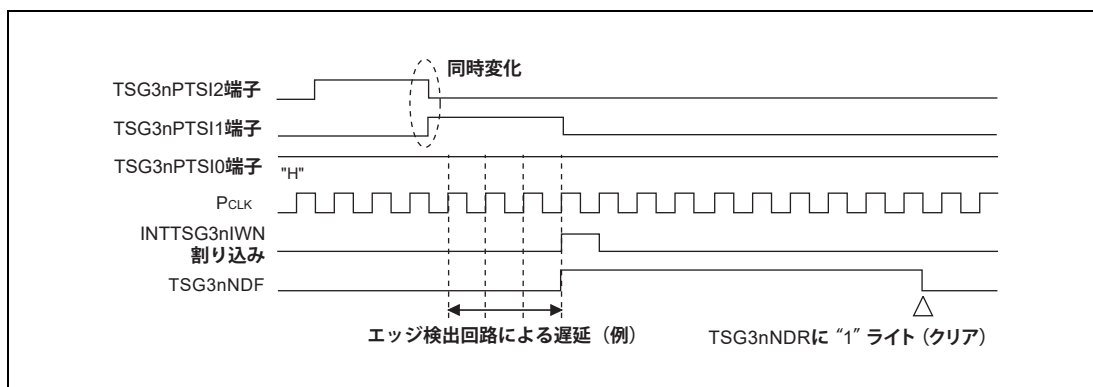 同時変化
TSG3nPTSI2端子
TSG3nPTSI1端子
TSG3nPTSI0端子
"H"
PCLK
INTTSG3nIWN
割り込み
TSG3nNDF
エッジ検出回路による遅延（例）
TSG3nNDRに “1” ライト（クリア）